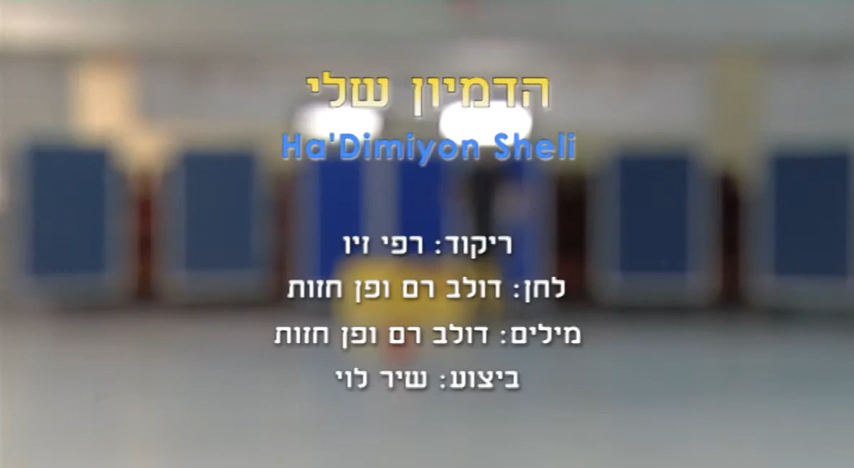 הדמיון שלי
Ha'Dimiyon Sheli
ריקוד: רפי זיו
לחן: דולב רם ופן חזות
מילים: דולב רם ופן חזות
ביצוע: שיר לוי